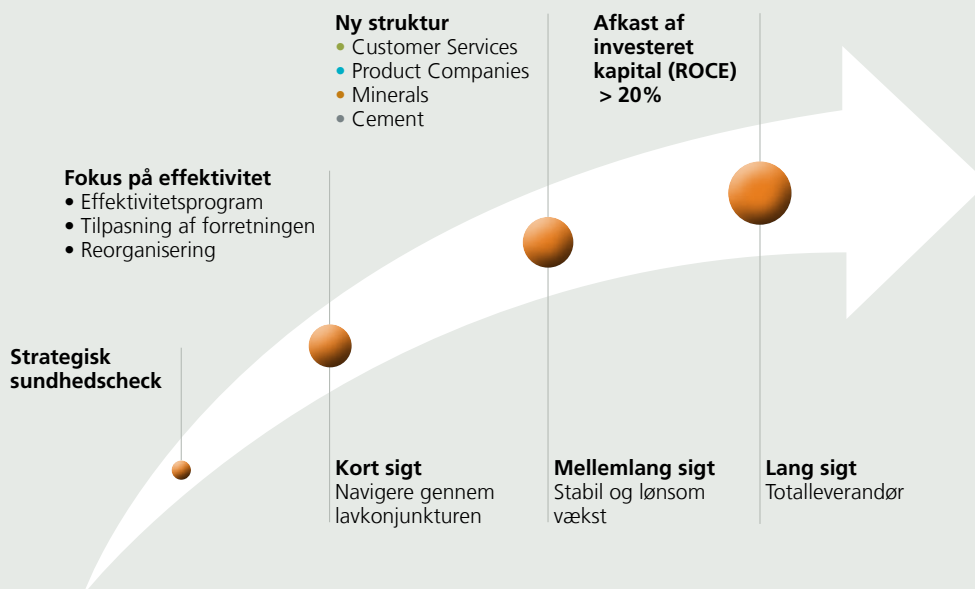 Ny struktur
• Customer Services
• Product Companies
• Minerals
• Cement
Afkast af
investeret
kapital (ROCE)
> 20%
Fokus på effektivitet
• Effektivitetsprogram
• Tilpasning af forretningen
• Reorganisering
Strategisk
sundhedscheck
Kort sigt
Navigere gennem
lavkonjunkturen
Mellemlang sigt
Stabil og lønsom
vækst
Lang sigt
Totalleverandør